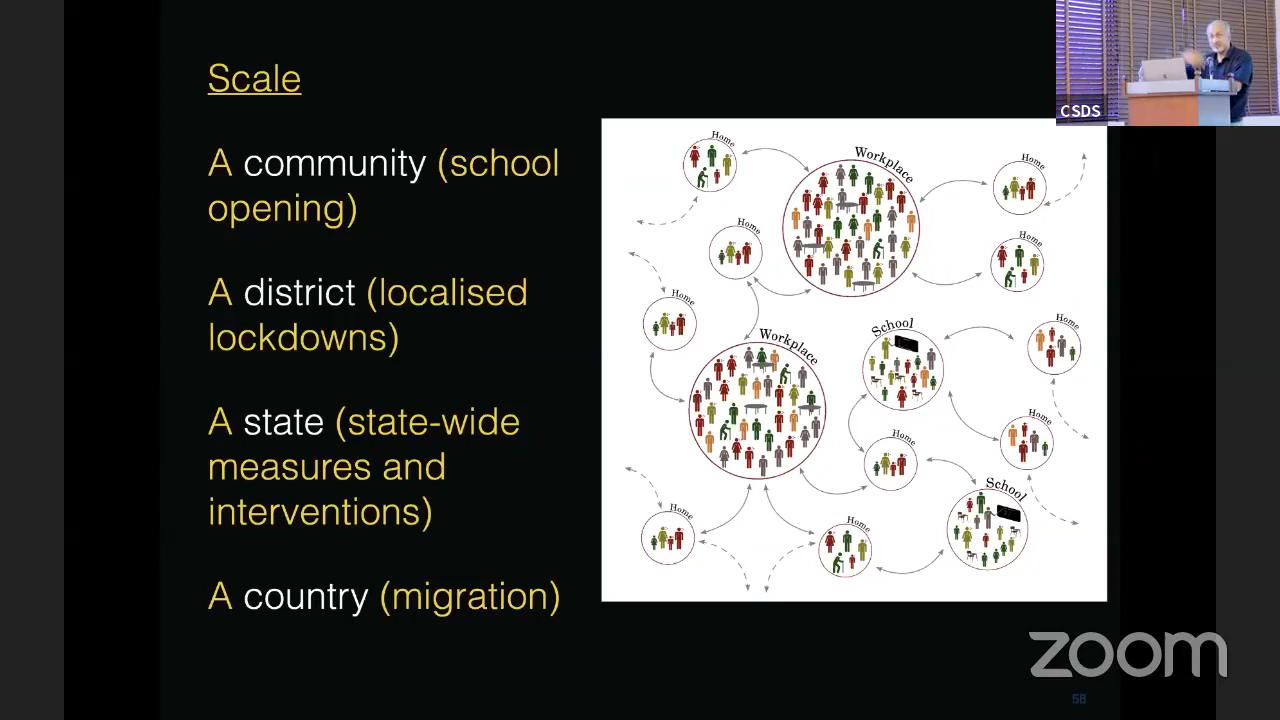 Scale
A community (school
opening)
A district (localised
lockdowns)
A state (state-wide
measures and
interventions)
A country (migration)
Home
Workplace
Home
Home
Home
Home
Workplace
School
Home
Home
Home
School
Home
Home
CSDS
zoom
58